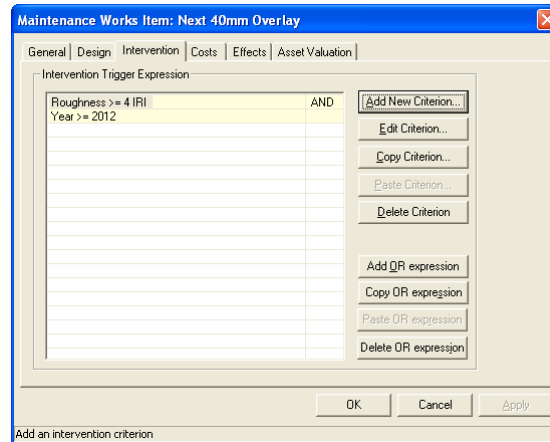 Maintenance Works Item: Next 40mm Overlay
General Design Intervention Costs Effects Asset Valuation
Intervention Trigger Expression
Roughness >= 4 IRI AND
Year >= 2012
Add New Criterion...
Edit Criterion...
Copy Criterion...
Paste Criterion...
Delete Criterion
Add OR expression
Copy OR expression
Paste OR expression
Delete OR expression
OK Cancel Apply
Add an intervention criterion